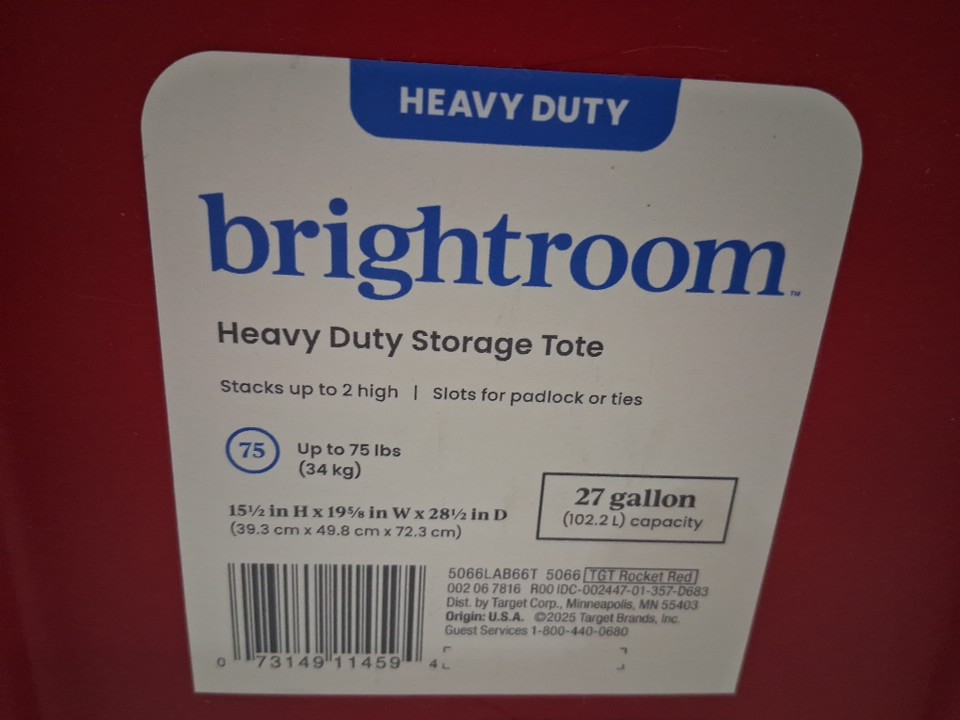 HEAVY DUTY
brightroom™
Heavy Duty Storage Tote
Stacks up to 2 high | Slots for padlock or ties
75 Up to 75 lbs
(34 kg)
15½ in H x 19⅝ in W x 28½ in D
(39.3 cm x 49.8 cm x 72.3 cm)
27 gallon
(102.2 L) capacity
5066LAB66T 5066 TGT Rocket Red
002 06 7816 R00 IDC-002447-01-357-D683
Dist. by Target Corp., Minneapolis, MN 55403
Origin: U.S.A. ©2025 Target Brands, Inc.
Guest Services 1-800-440-0680
0 73149 11459 4